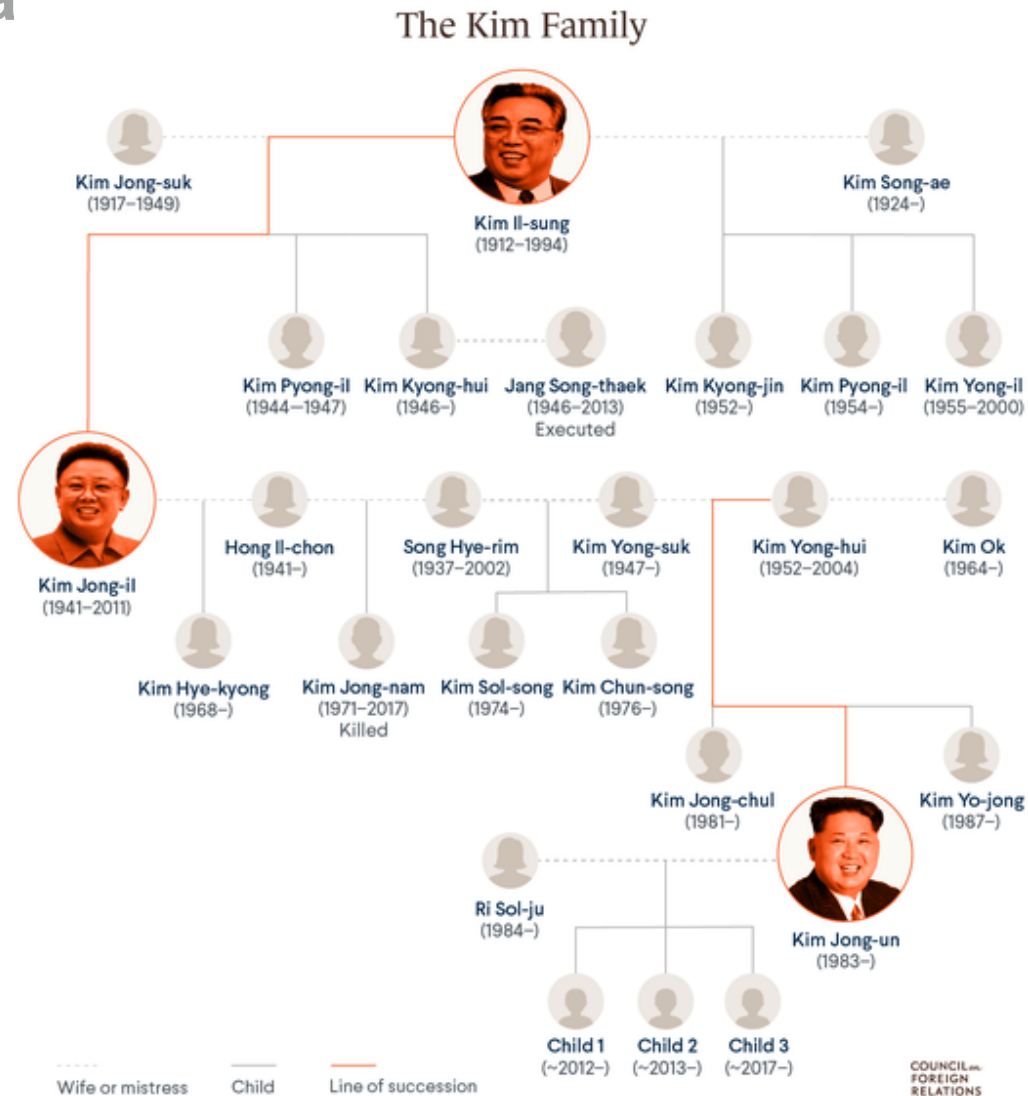 a
The Kim Family
Kim Jong-suk
(1917–1949)
Kim Il-sung
(1912–1994)
Kim Song-ae
(1924–)
Kim Pyong-il
(1944—1947)
Kim Kyong-hui
(1946–)
Jang Song-thaek
(1946–2013)
Executed
Kim Kyong-jin
(1952–)
Kim Pyong-il
(1954–)
Kim Yong-il
(1955–2000)
Kim Jong-il
(1941–2011)
Hong Il-chon
(1941–)
Song Hye-rim
(1937–2002)
Kim Yong-suk
(1947–)
Kim Yong-hui
(1952–2004)
Kim Ok
(1964–)
Kim Hye-kyong
(1968–)
Kim Jong-nam
(1971–2017)
Killed
Kim Sol-song
(1974–)
Kim Chun-song
(1976–)
Kim Jong-chul
(1981–)
Kim Yo-jong
(1987–)
Ri Sol-ju
(1984–)
Kim Jong-un
(1983–)
Child 1
(~2012–)
Child 2
(~2013–)
Child 3
(~2017–)
Wife or mistress
Child
Line of succession
COUNCIL on
FOREIGN
RELATIONS